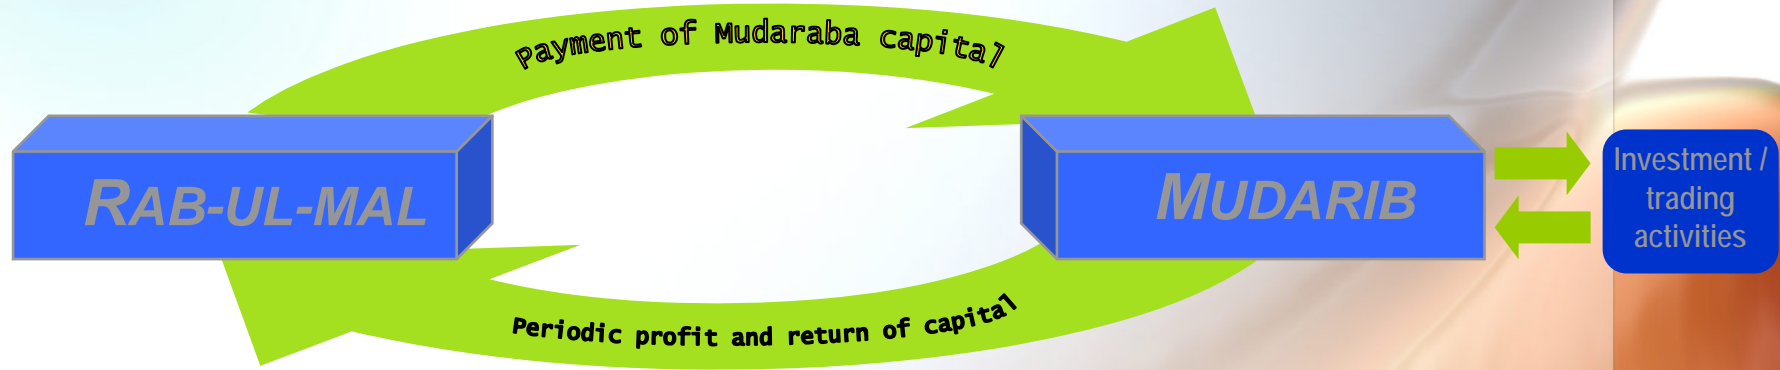 Payment of Mudaraba capital
RAB-UL-MAL
MUDARIB
Investment /
trading
activities
Periodic profit and return of capital